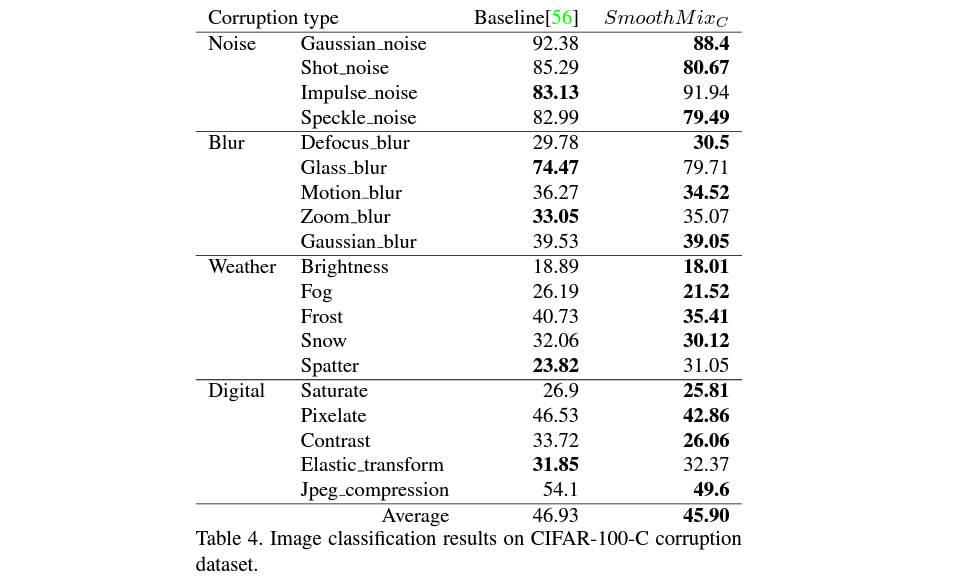 Corruption type Baseline[56] SmoothMixC
Noise Gaussian_noise 92.38 88.4
Shot_noise 85.29 80.67
Impulse_noise 83.13 91.94
Speckle_noise 82.99 79.49
Blur Defocus_blur 29.78 30.5
Glass_blur 74.47 79.71
Motion_blur 36.27 34.52
Zoom_blur 33.05 35.07
Gaussian_blur 39.53 39.05
Weather Brightness 18.89 18.01
Fog 26.19 21.52
Frost 40.73 35.41
Snow 32.06 30.12
Spatter 23.82 31.05
Digital Saturate 26.9 25.81
Pixelate 46.53 42.86
Contrast 33.72 26.06
Elastic_transform 31.85 32.37
Jpeg_compression 54.1 49.6
Average 46.93 45.90
Table 4. Image classification results on CIFAR-100-C corruption
dataset.